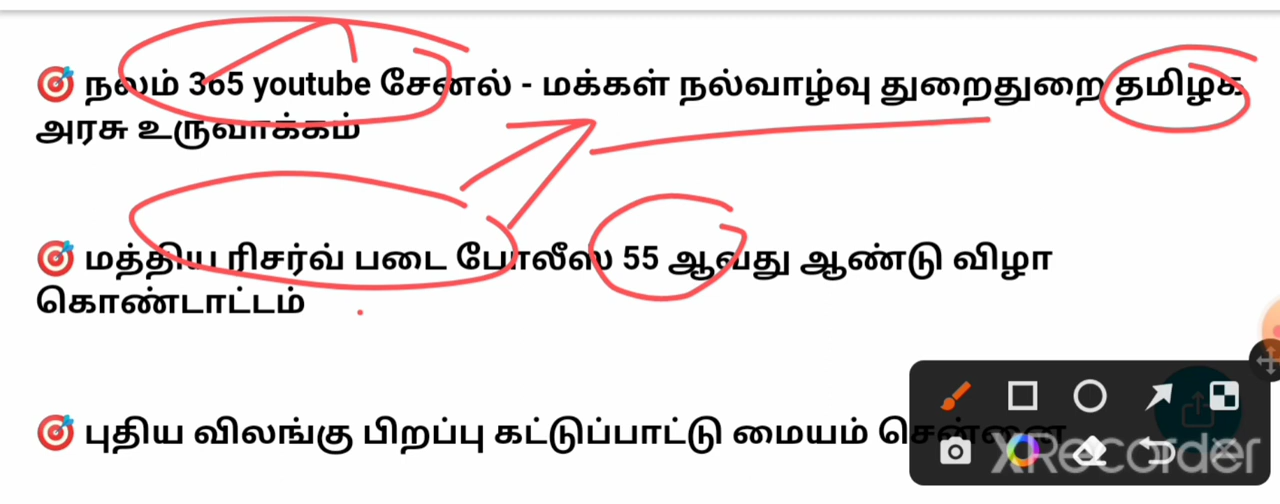 நலம் 365 youtube சேனல் - மக்கள் நல்வாழ்வு துறைதுறை தமிழக
அரசு உருவாக்கம்
மத்திய ரிசர்வ் படை போலீஸ் 55 ஆவது ஆண்டு விழா
கொண்டாட்டம்
புதிய விலங்கு பிறப்பு கட்டுப்பாட்டு மையம் சென்னை
XRecorder